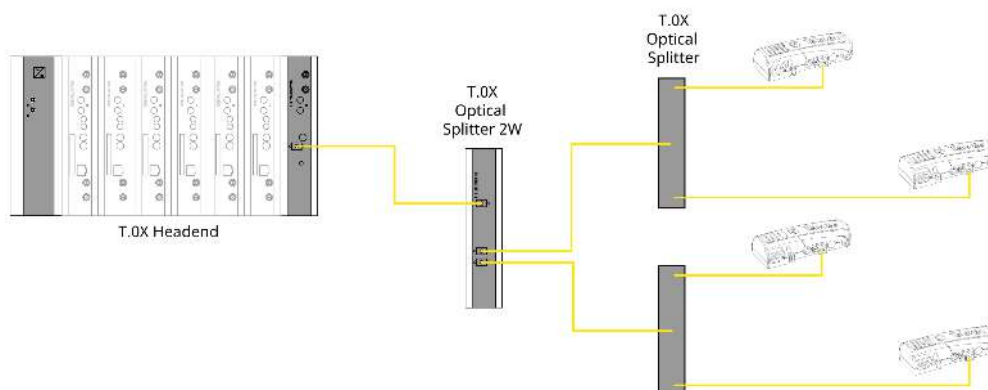 T.0X
Optical
Splitter
T.0X
Optical
Splitter 2W
T.0X Headend